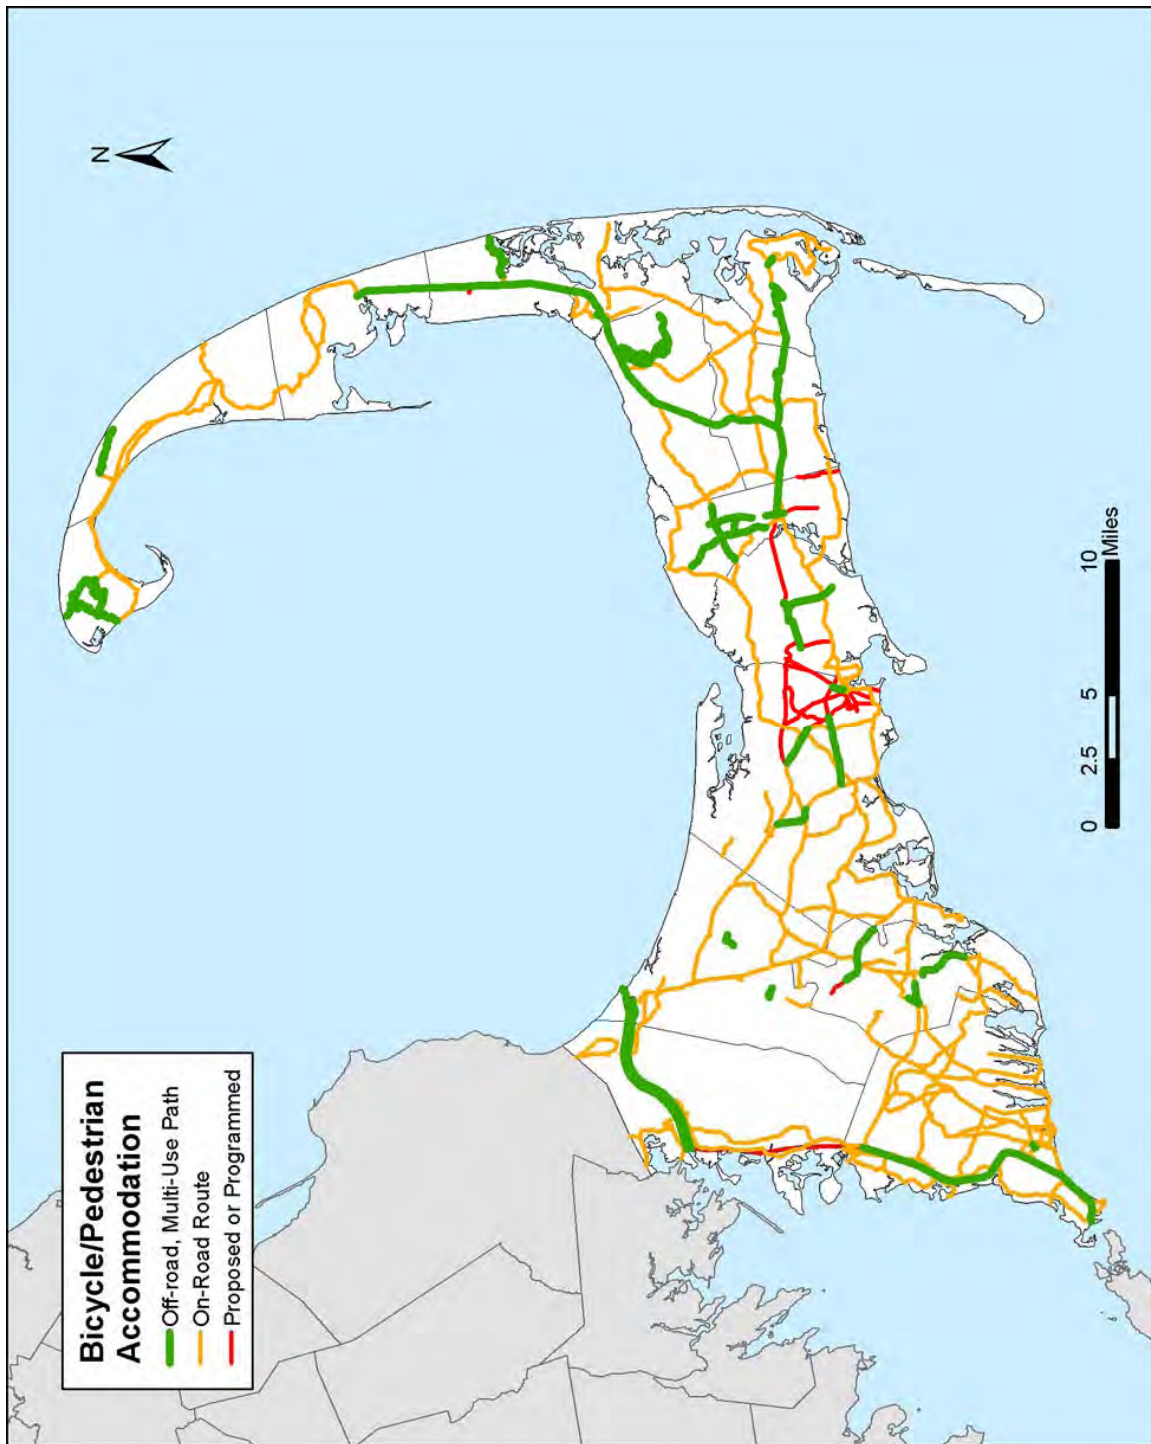 Bicycle/Pedestrian
Accommodation
Off-road, Multi-Use Path
On-Road Route
Proposed or Programmed
N
0 2.5 5 10
Miles